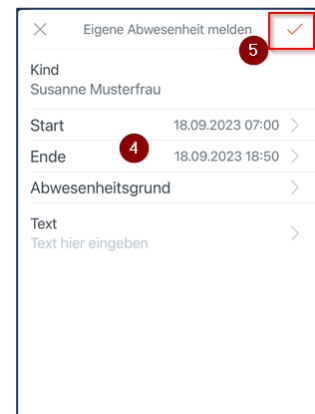 Eigene Abwesenheit melden
5
Kind
Susanne Musterfrau
Start 18.09.2023 07:00
Ende 4 18.09.2023 18:50
Abwesenheitsgrund
Text
Text hier eingeben